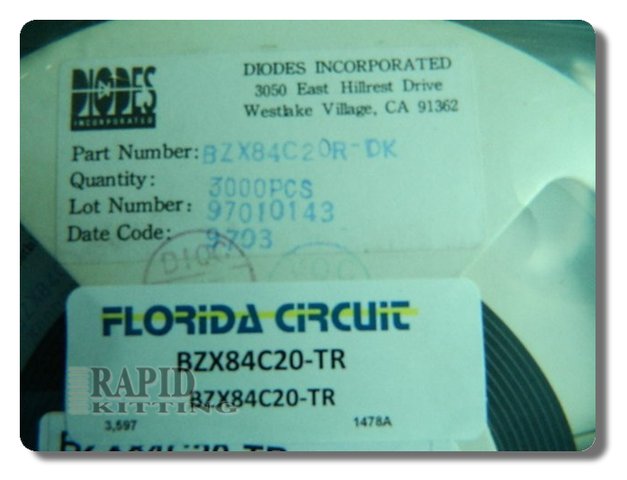 DIODES
INCORPORATED
DIODES INCORPORATED
3050 East Hillrest Drive
Westlake Village, CA 91362
Part Number: BZX84C20R-DK
Quantity: 3000PCS
Lot Number: 97010143
Date Code: 9703
FLORIDA CIRCUIT
BZX84C20-TR
BZX84C20-TR
3,597 1478A
RAPID
KITTING